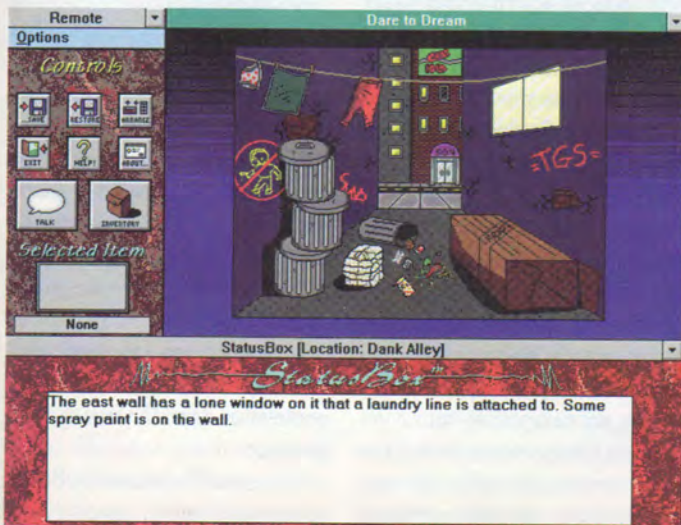 Remote
Options
Controls
...SAVE
RESTORE
ARRANGE
EXIT
HELP!
ABOUT...
TALK
INVENTORY
Selected Item
None
Dare to Dream
=TGS=
StatusBox [Location: Dank Alley]
StatusBox™
The east wall has a lone window on it that a laundry line is attached to. Some
spray paint is on the wall.